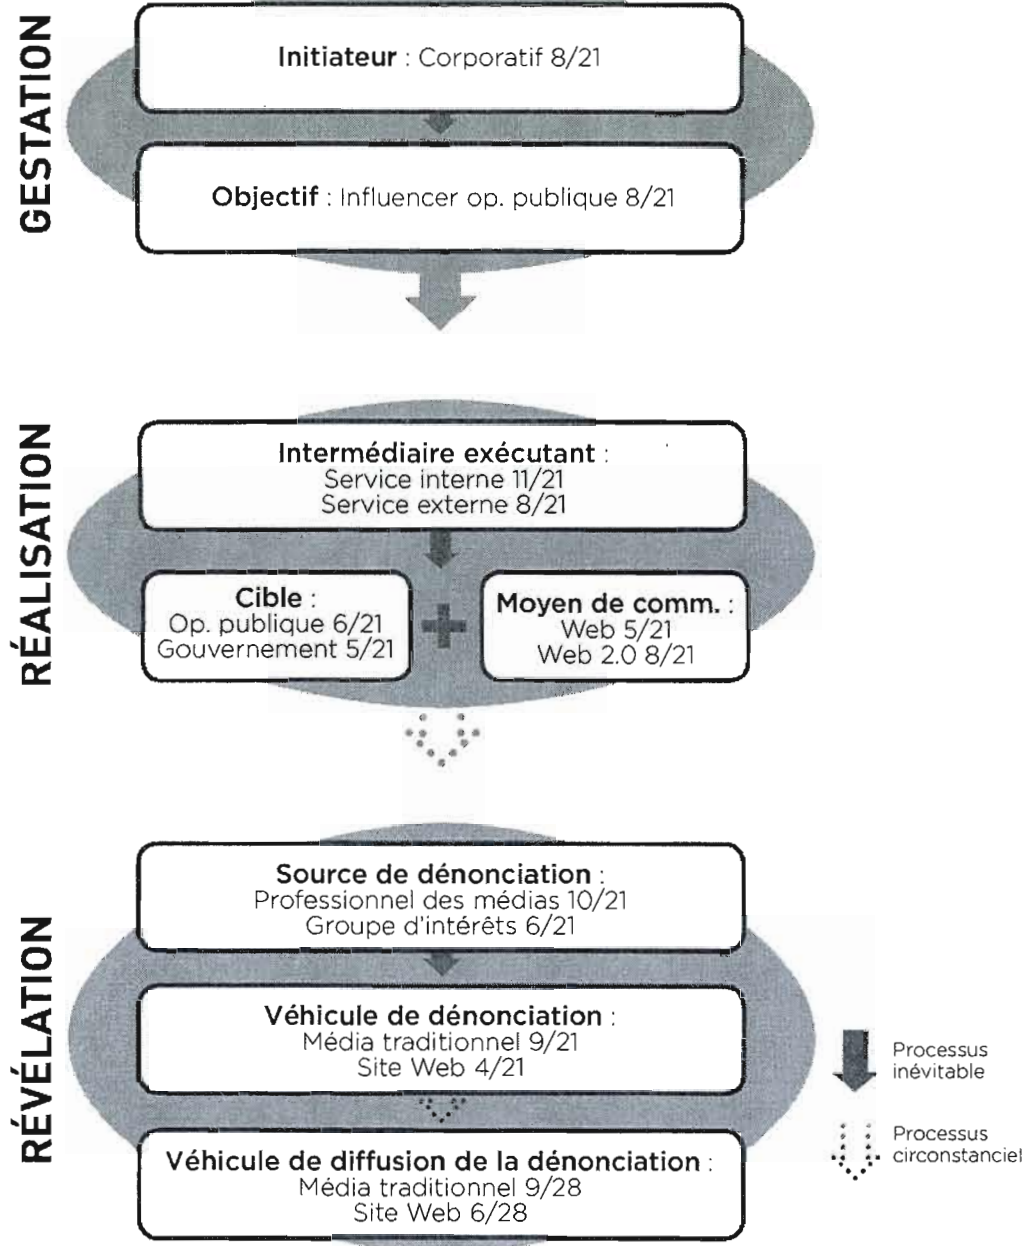 GESTATION
Initiateur : Corporatif 8/21
Objectif : Influencer op. publique 8/21
RÉALISATION
Intermédiaire exécutant :
Service interne 11/21
Service externe 8/21
Cible :
Op. publique 6/21
Gouvernement 5/21
+
Moyen de comm. :
Web 5/21
Web 2.0 8/21
RÉVÉLATION
Source de dénonciation :
Professionnel des médias 10/21
Groupe d'intérêts 6/21
Véhicule de dénonciation :
Média traditionnel 9/21
Site Web 4/21
Véhicule de diffusion de la dénonciation :
Média traditionnel 9/28
Site Web 6/28
Processus
inévitable
Processus
circonstanciel